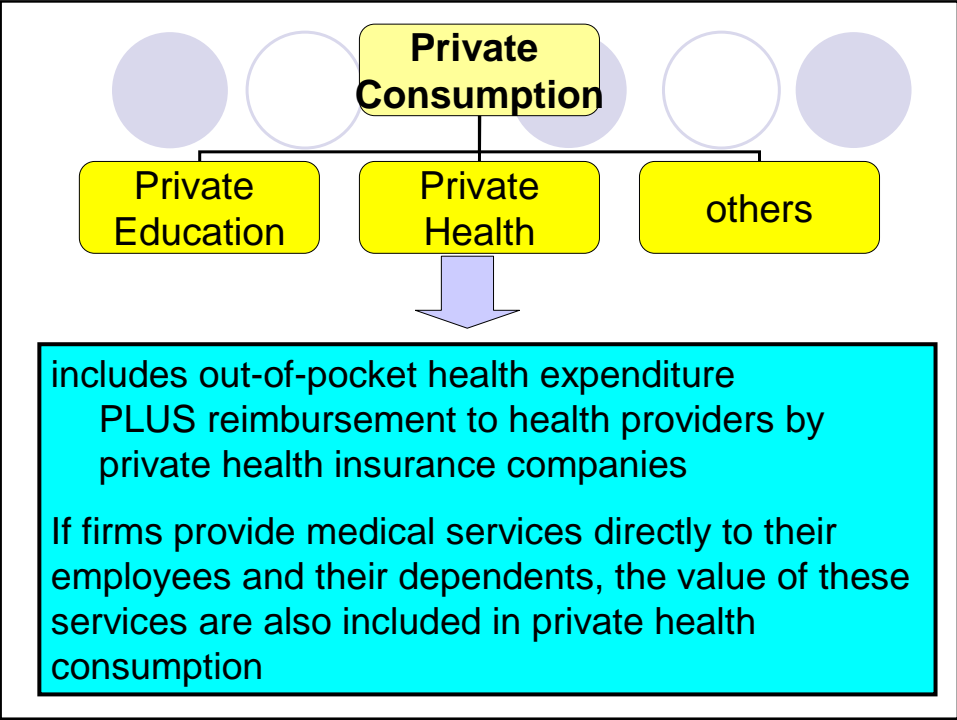 Private
Consumption
Private
Education
Private
Health
others
includes out-of-pocket health expenditure
PLUS reimbursement to health providers by
private health insurance companies
If firms provide medical services directly to their
employees and their dependents, the value of these
services are also included in private health
consumption